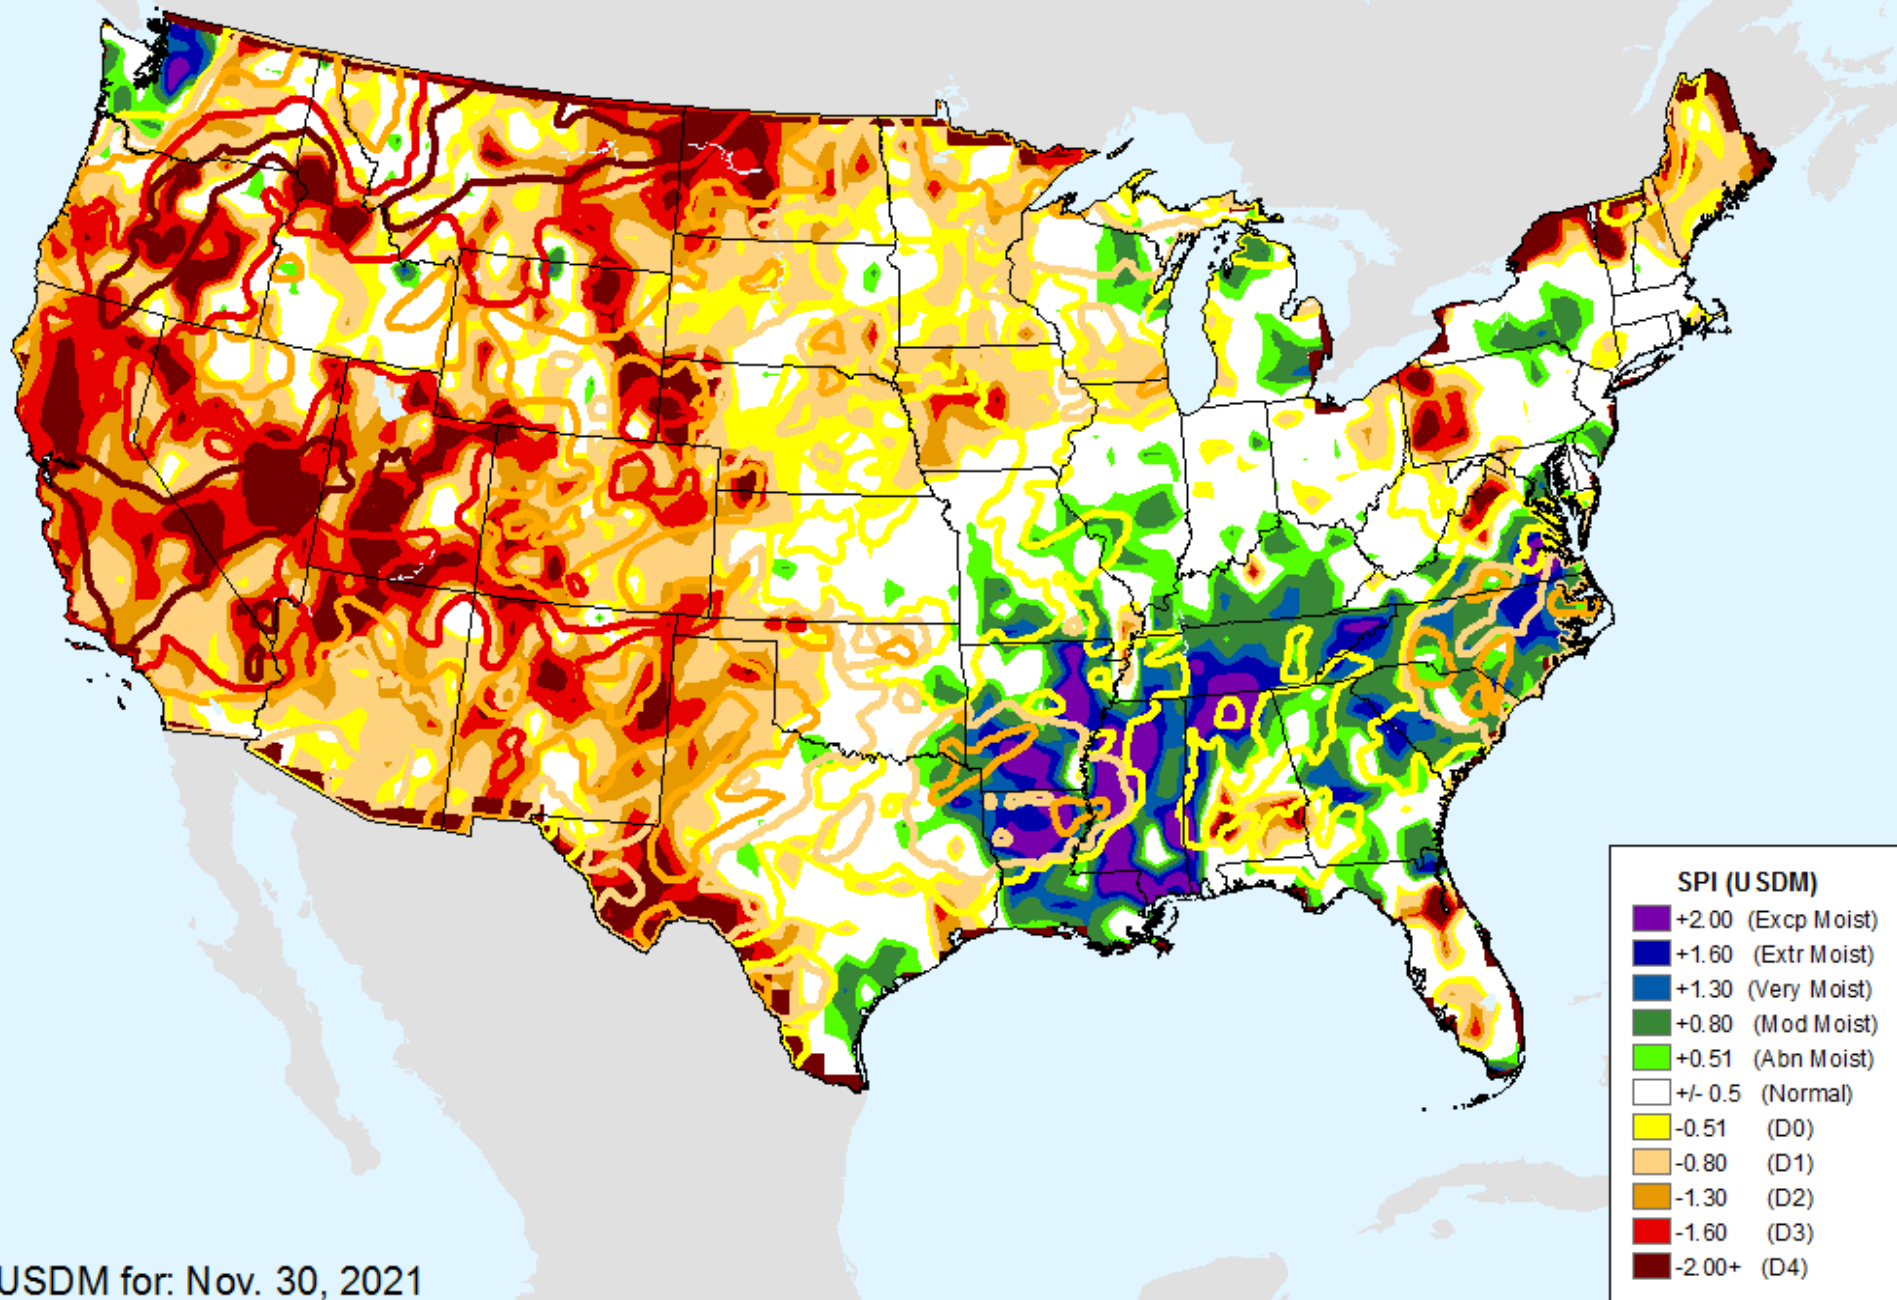 SPI (USDM)
+2.00 (Excp Moist)
+1.60 (Extr Moist)
+1.30 (Very Moist)
+0.80 (Mod Moist)
+0.51 (Abn Moist)
+/- 0.5 (Normal)
-0.51 (D0)
-0.80 (D1)
-1.30 (D2)
-1.60 (D3)
-2.00+ (D4)
USDM for: Nov. 30, 2021